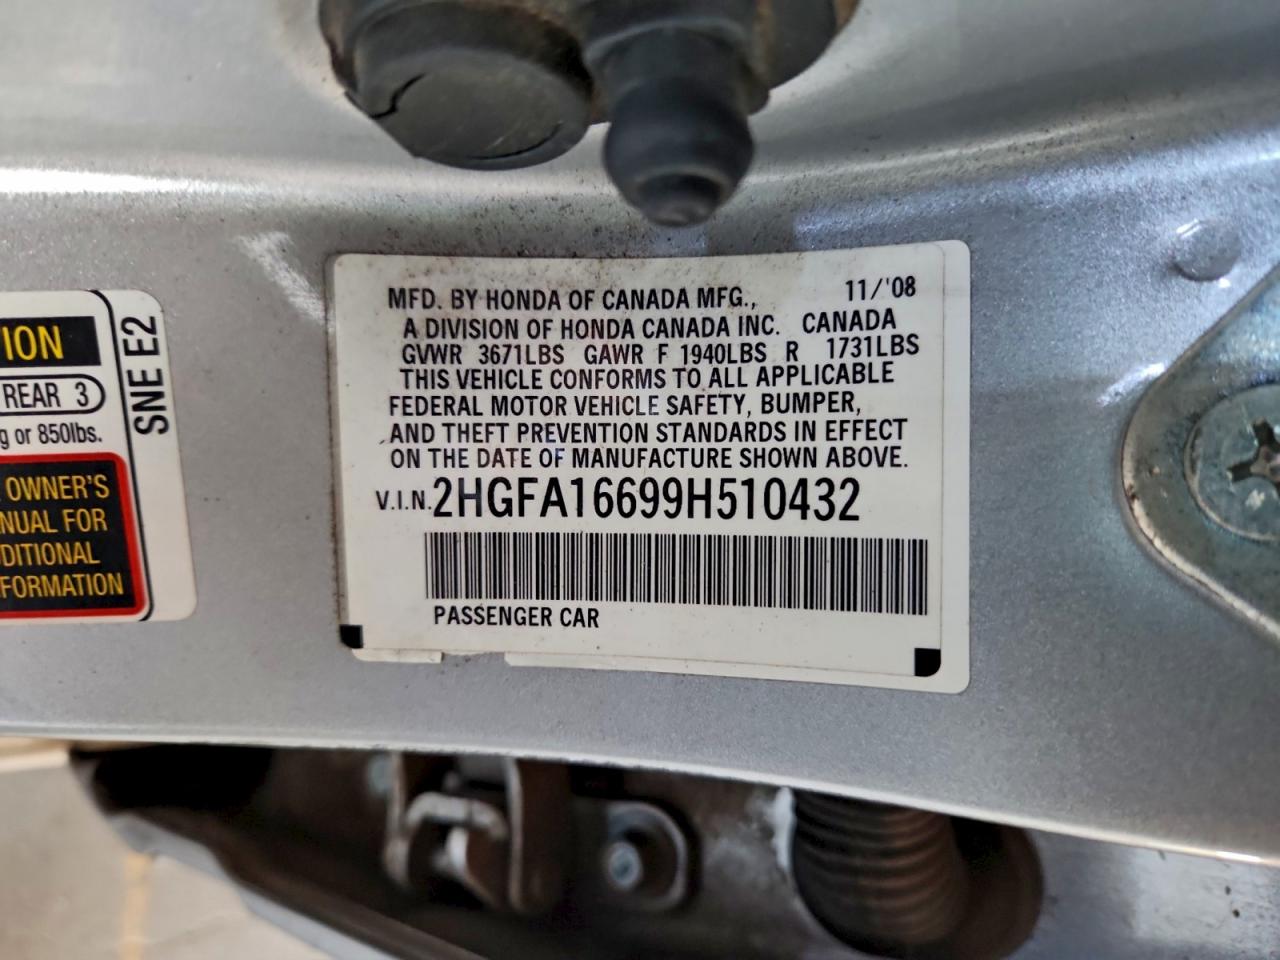 MFD. BY HONDA OF CANADA MFG., 11/'08
A DIVISION OF HONDA CANADA INC. CANADA
GVWR 3671LBS GAWR F 1940LBS R 1731LBS
THIS VEHICLE CONFORMS TO ALL APPLICABLE
FEDERAL MOTOR VEHICLE SAFETY, BUMPER,
AND THEFT PREVENTION STANDARDS IN EFFECT
ON THE DATE OF MANUFACTURE SHOWN ABOVE.
V.I.N. 2HGFA16699H510432
PASSENGER CAR
ION
REAR 3
g or 850lbs.
OWNER'S
NUAL FOR
DDITIONAL
FORMATION
SNE E2